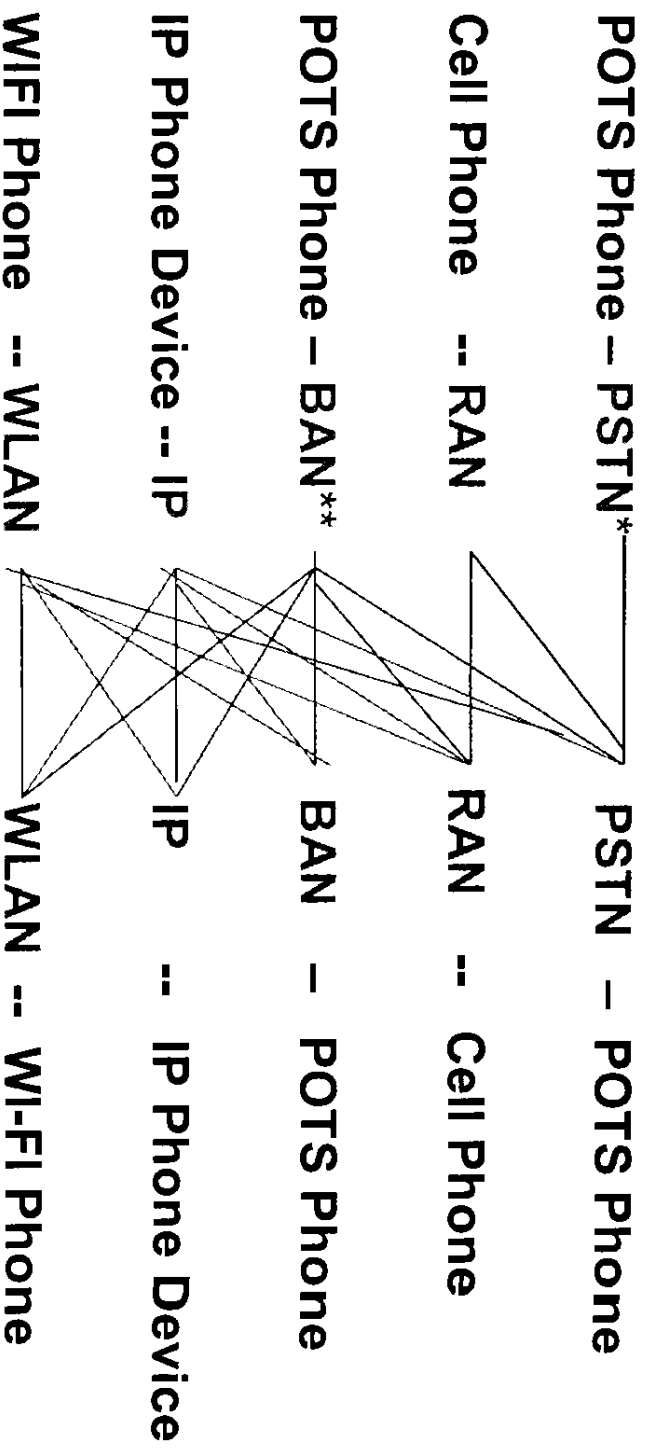 POTS Phone – PSTN* PSTN – POTS Phone
Cell Phone -- RAN RAN -- Cell Phone
POTS Phone – BAN** BAN – POTS Phone
IP Phone Device -- IP IP -- IP Phone Device
WIFI Phone -- WLAN WLAN -- WI-FI Phone